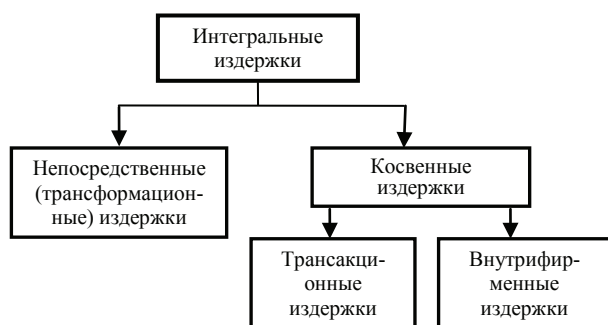 Интегральные
издержки
Непосредственные
(трансформацион-
ные) издержки
Косвенные
издержки
Трансакци-
онные
издержки
Внутрифир-
менные
издержки